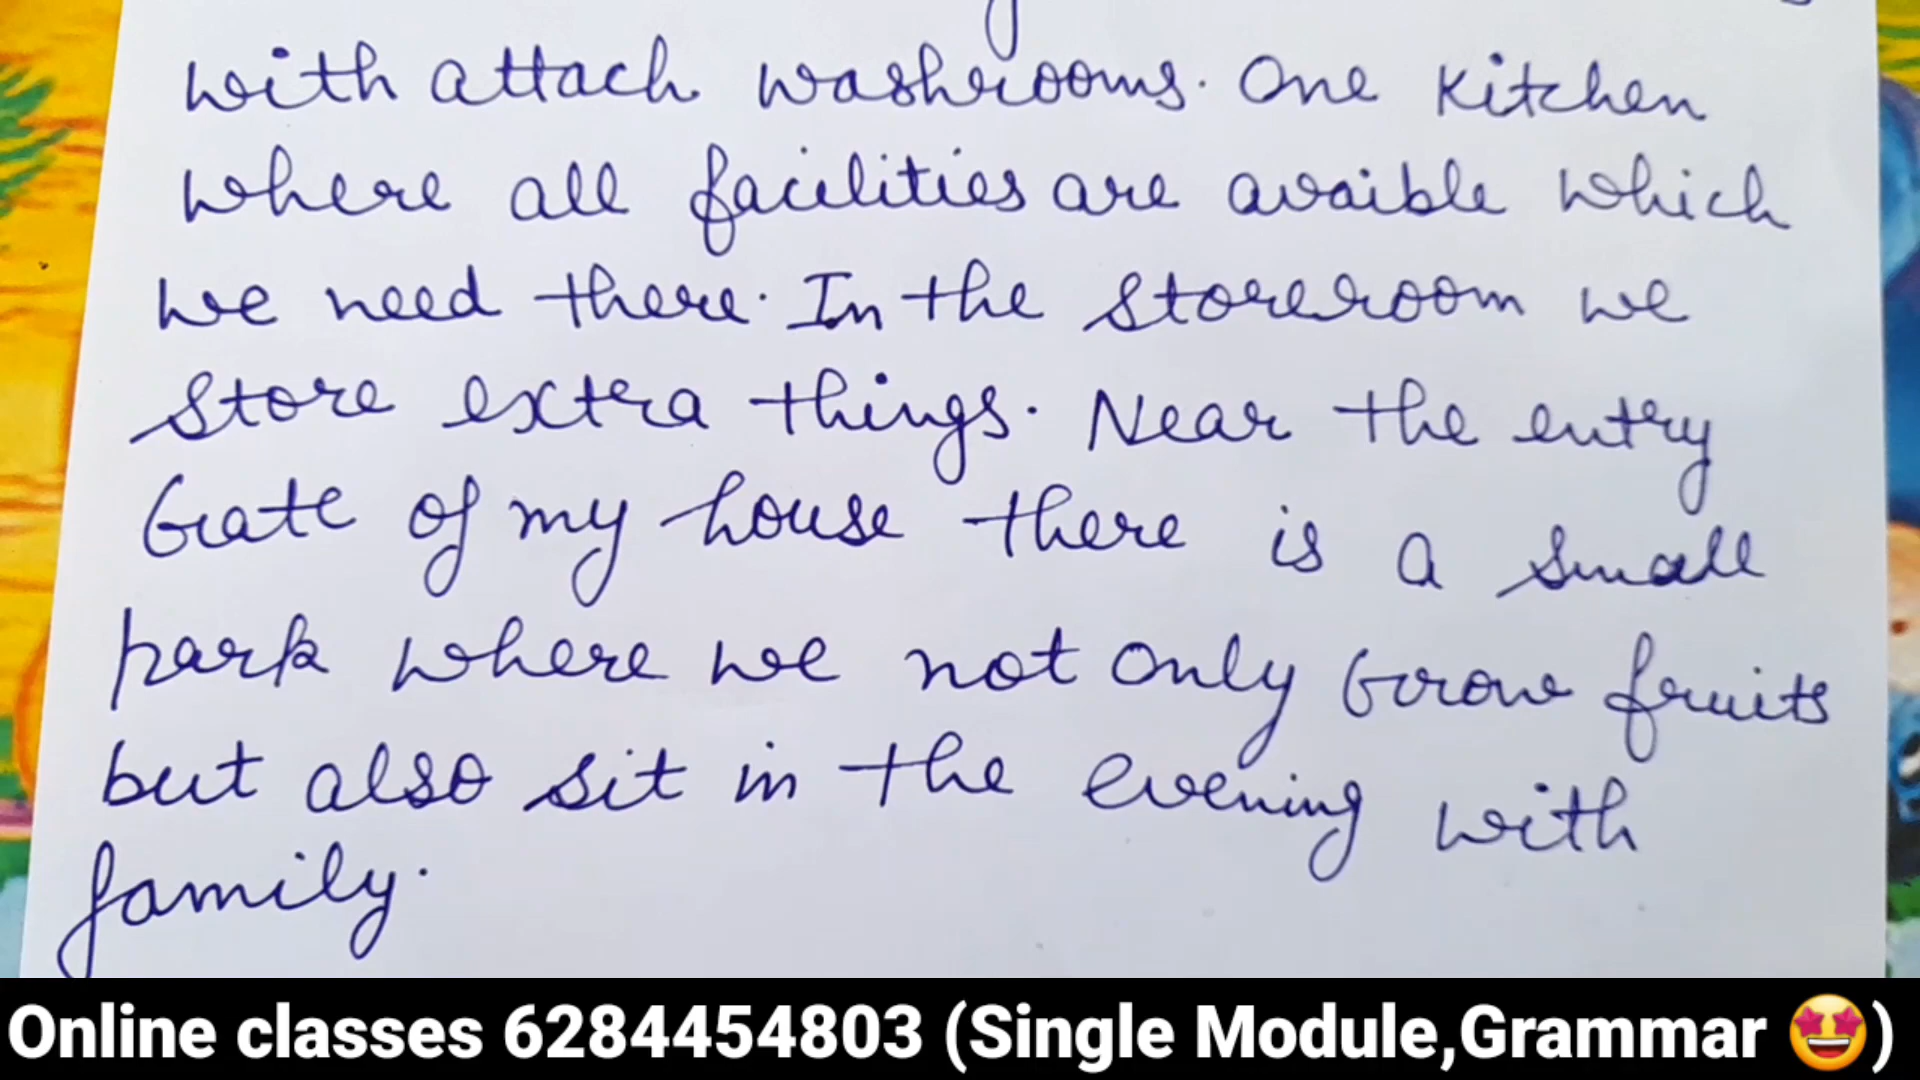 with attach washrooms. One kitchen
where all facilities are avaible which
we need there. In the storeroom we
store extra things. Near the entry
Gate of my house there is a small
park where we not only Grow fruits
but also sit in the evening with
family.
Online classes 6284454803 (Single Module,Grammar 🤩)